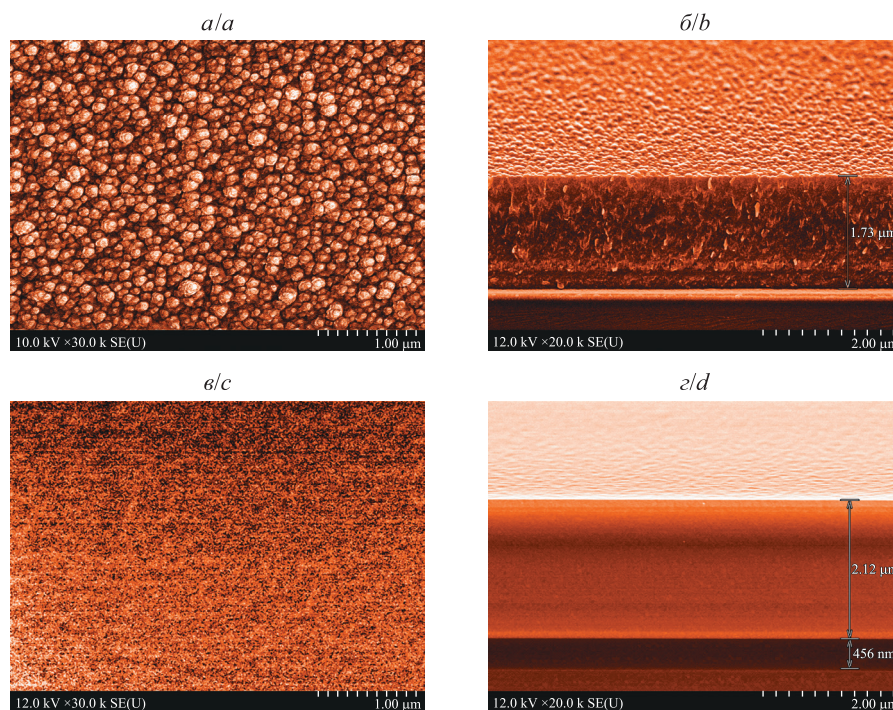 а/a
б/b
1.73 μm
10.0 kV ×30.0 k SE(U)
1.00 μm
12.0 kV ×20.0 k SE(U)
2.00 μm
в/c
г/d
2.12 μm
456 nm
12.0 kV ×30.0 k SE(U)
1.00 μm
12.0 kV ×20.0 k SE(U)
2.00 μm